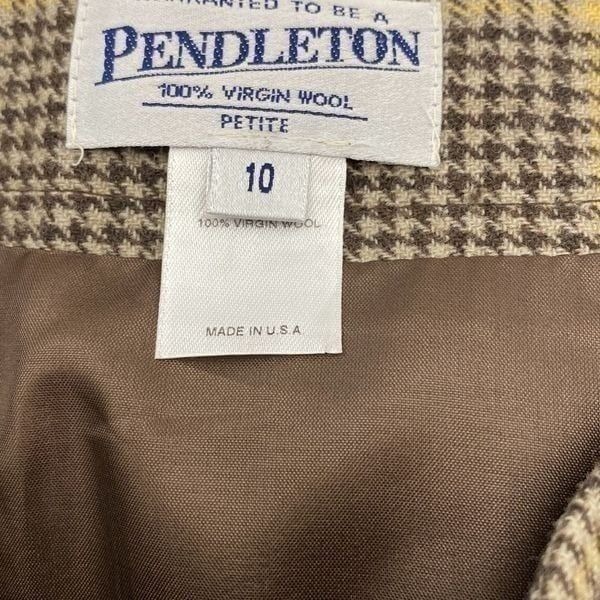 WARRANTED TO BE A
PENDLETON
100% VIRGIN WOOL
PETITE
10
100% VIRGIN WOOL
MADE IN U.S.A